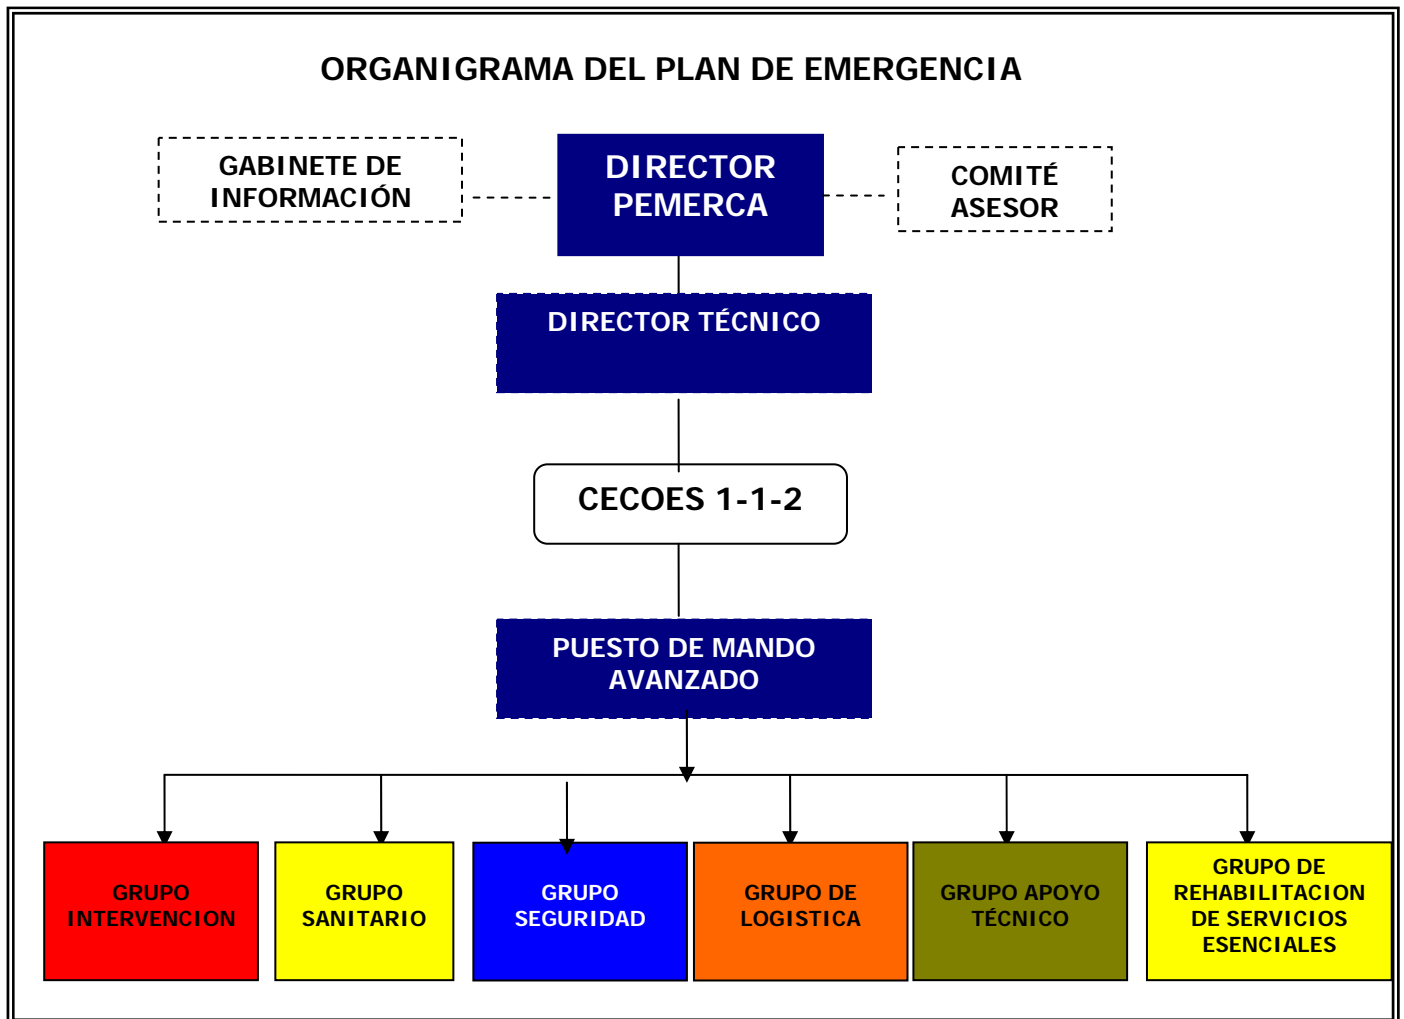 ORGANIGRAMA DEL PLAN DE EMERGENCIA
GABINETE DE
INFORMACIÓN
DIRECTOR
PEMERCA
COMITÉ
ASESOR
DIRECTOR TÉCNICO
CECOES 1-1-2
PUESTO DE MANDO
AVANZADO
GRUPO
INTERVENCION
GRUPO
SANITARIO
GRUPO
SEGURIDAD
GRUPO DE
LOGISTICA
GRUPO APOYO
TÉCNICO
GRUPO DE
REHABILITACION
DE SERVICIOS
ESENCIALES